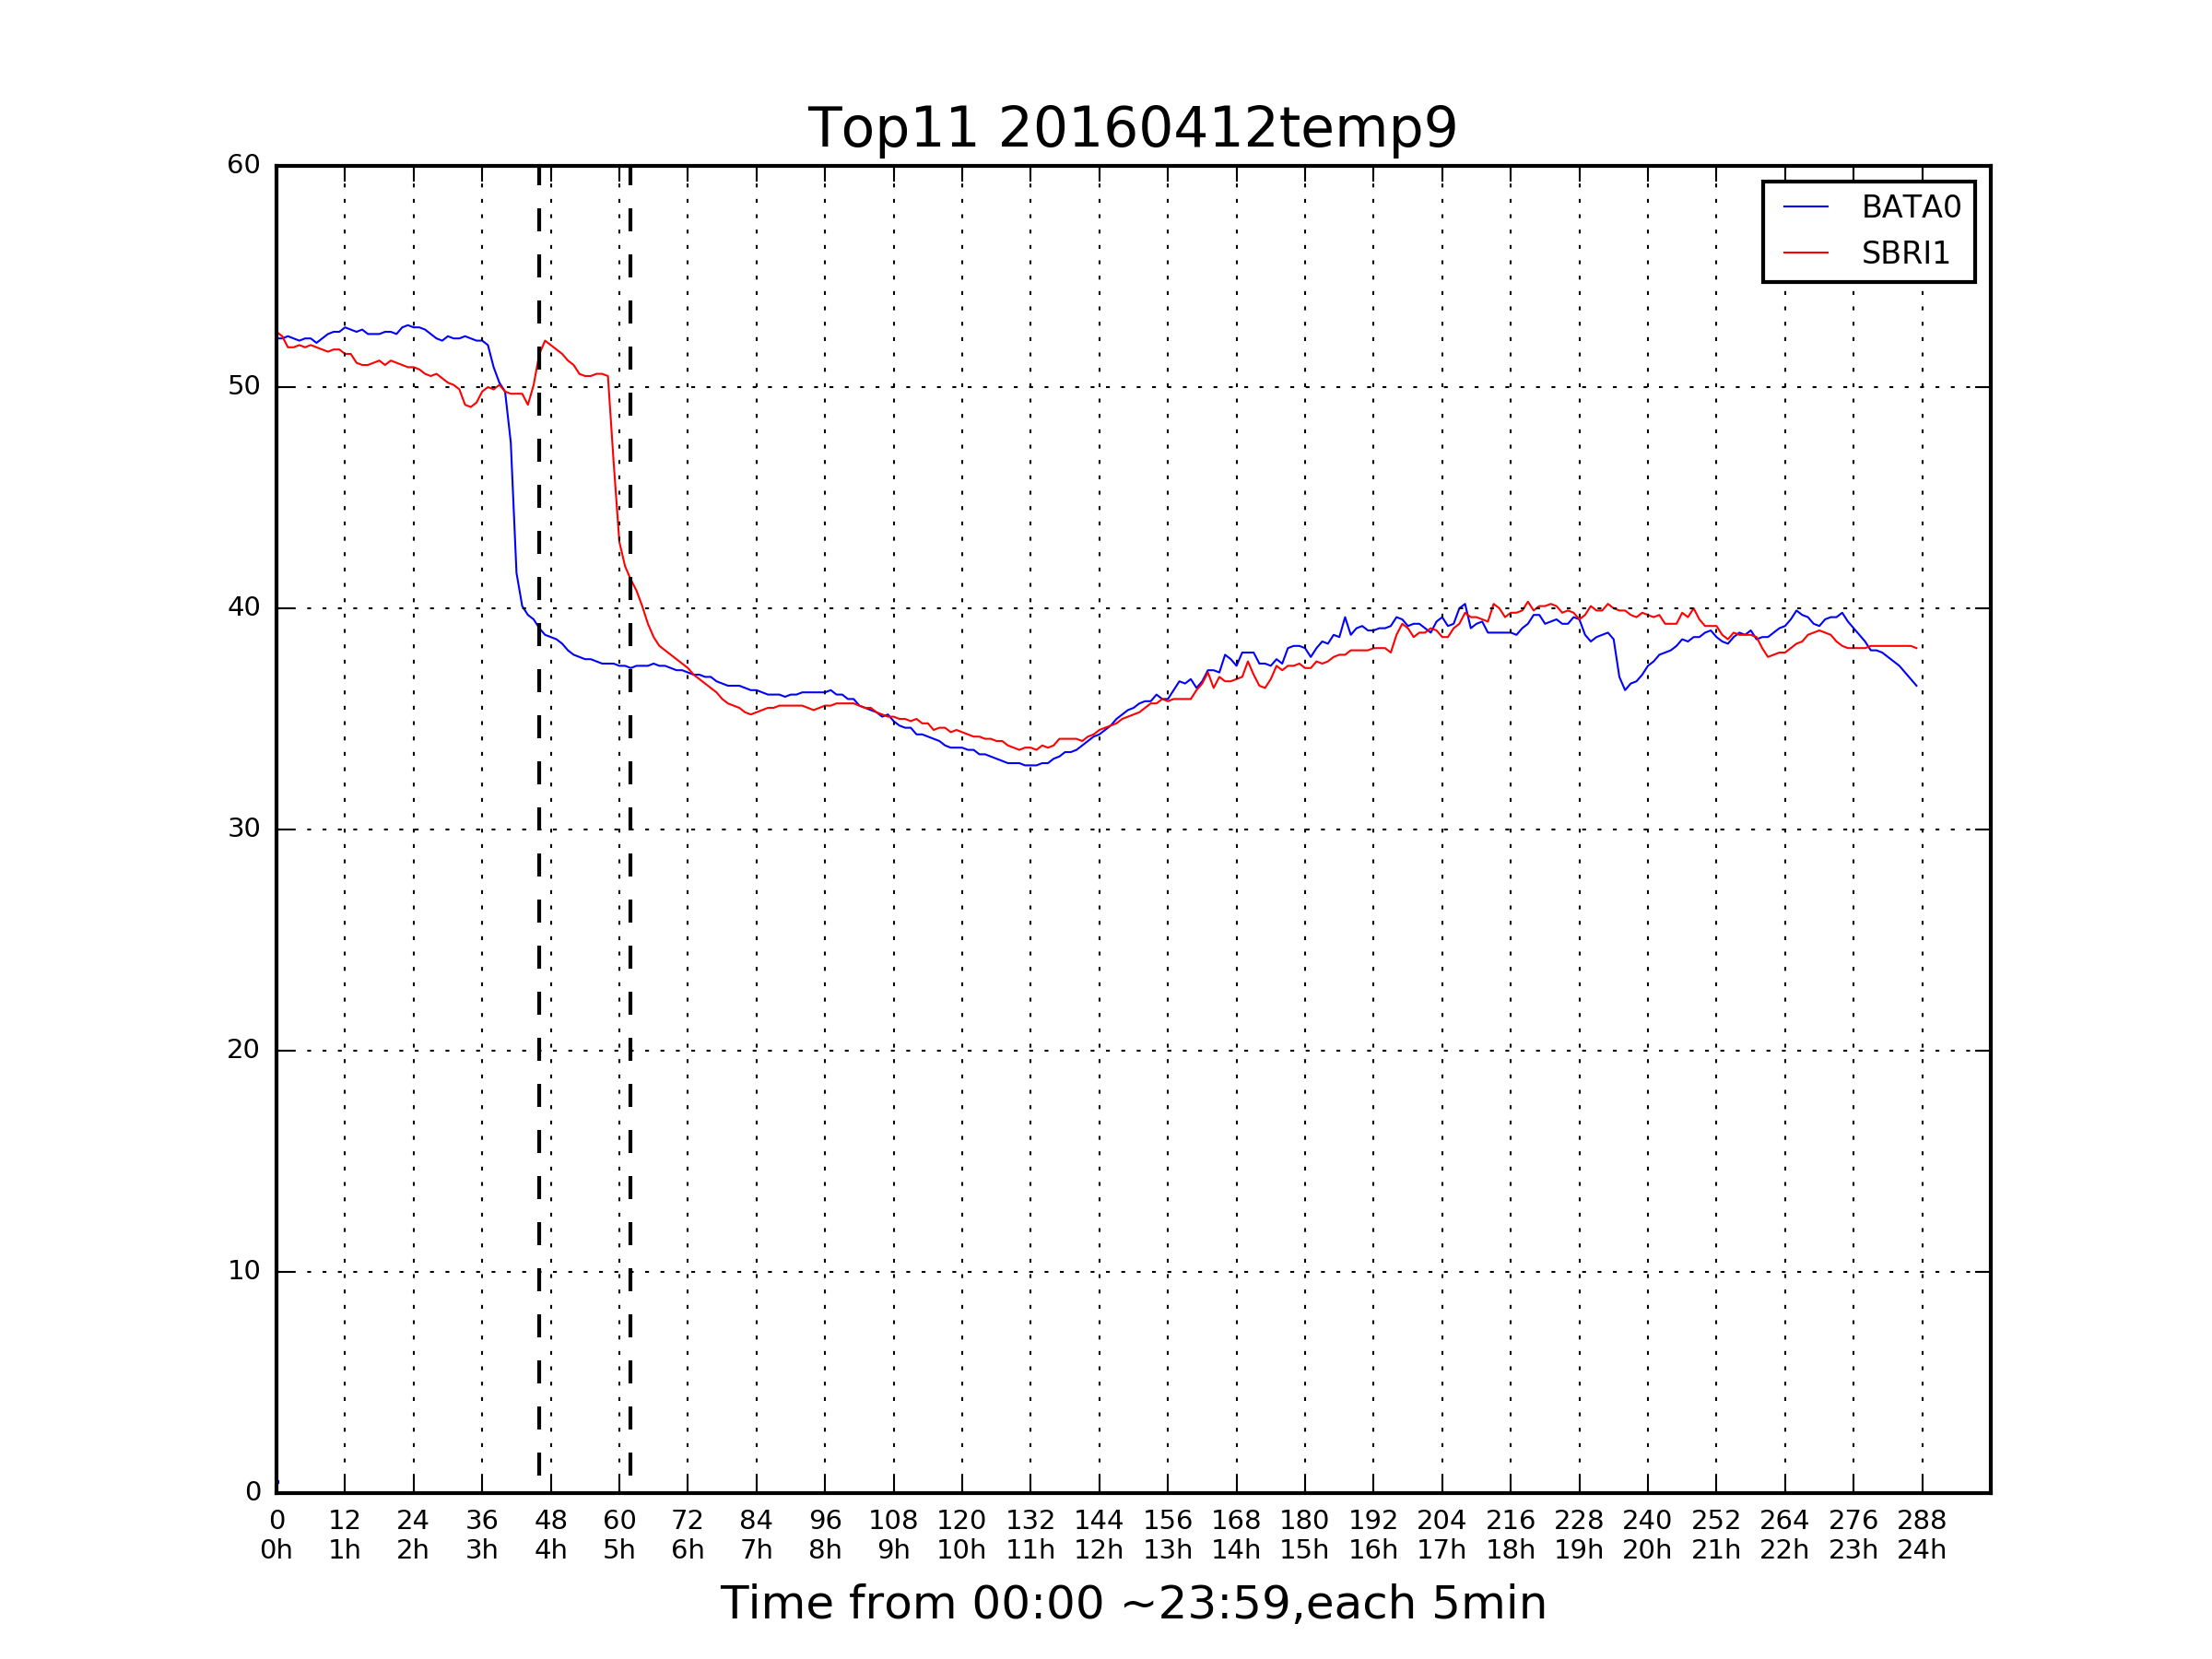 Top11 20160412temp9
60
50
40
30
20
10
0
BATA0
SBRI1
0 12 24 36 48 60 72 84 96 108 120 132 144 156 168 180 192 204 216 228 240 252 264 276 288
0h 1h 2h 3h 4h 5h 6h 7h 8h 9h 10h 11h 12h 13h 14h 15h 16h 17h 18h 19h 20h 21h 22h 23h 24h
Time from 00:00 ~23:59,each 5min